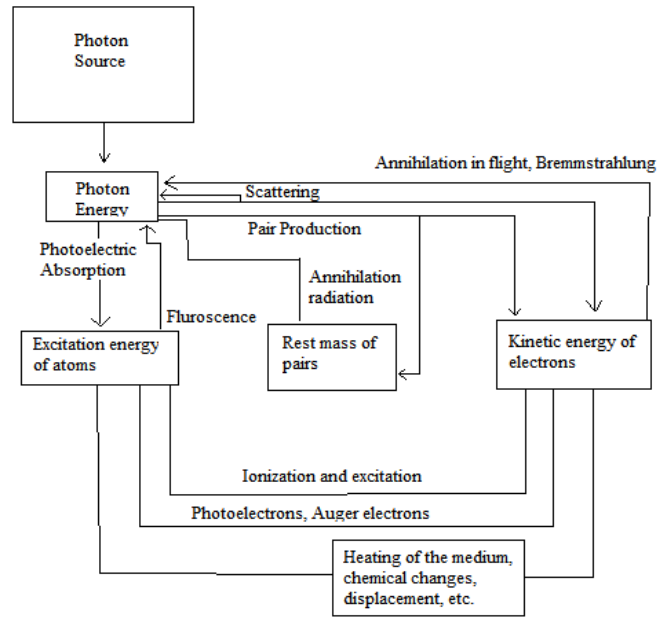 Photon
Source
Annihilation in flight, Bremmstrahlung
Photon
Energy
Scattering
Pair Production
Photoelectric
Absorption
Annihilation
radiation
Fluroscence
Excitation energy
of atoms
Rest mass of
pairs
Kinetic energy of
electrons
Ionization and excitation
Photoelectrons, Auger electrons
Heating of the medium,
chemical changes,
displacement, etc.